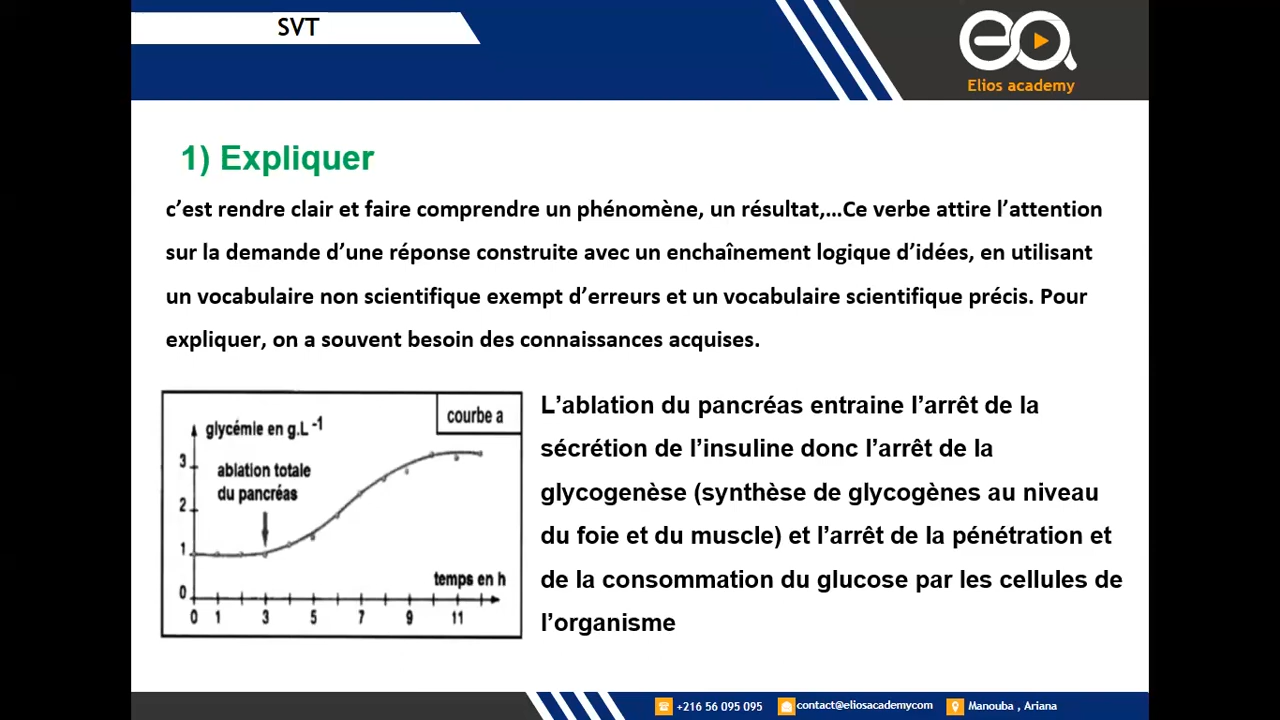 SVT
ea
Elios academy
1) Expliquer
c’est rendre clair et faire comprendre un phénomène, un résultat,...Ce verbe attire l’attention
sur la demande d’une réponse construite avec un enchaînement logique d’idées, en utilisant
un vocabulaire non scientifique exempt d’erreurs et un vocabulaire scientifique précis. Pour
expliquer, on a souvent besoin des connaissances acquises.
courbe a
glycémie en g.L -1
3
ablation totale
du pancréas
2
1
temps en h
0
0 1 3 5 7 9 11
L’ablation du pancréas entraine l’arrêt de la
sécrétion de l’insuline donc l’arrêt de la
glycogenèse (synthèse de glycogènes au niveau
du foie et du muscle) et l’arrêt de la pénétration et
de la consommation du glucose par les cellules de
l’organisme
+216 56 095 095
contact@eliosacademycom
Manouba , Ariana